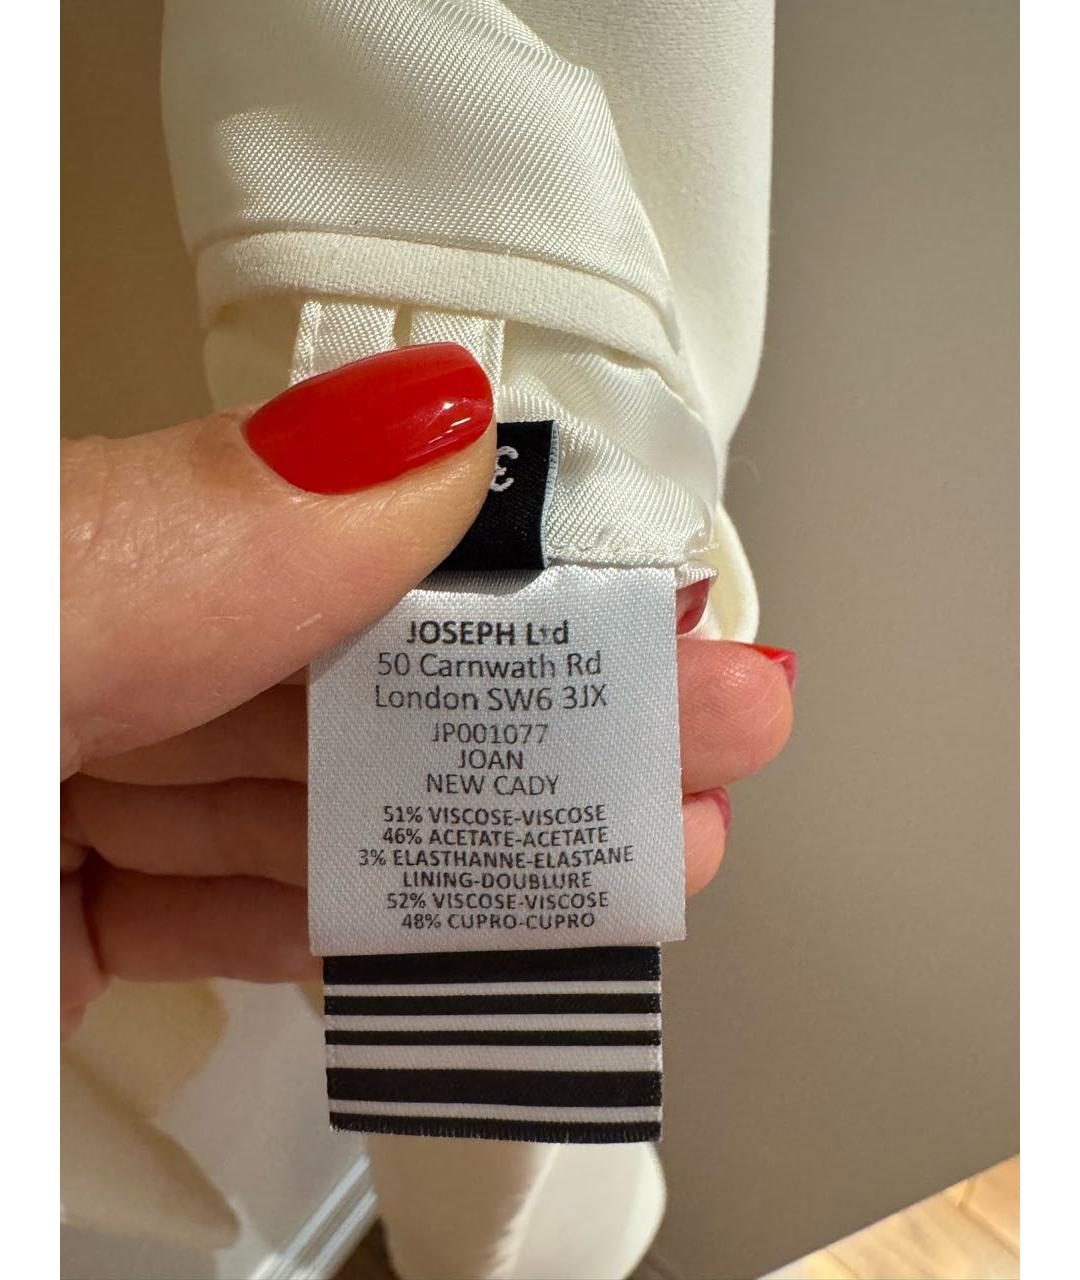 JOSEPH Ltd
50 Carnwath Rd
London SW6 3JX
JP001077
JOAN
NEW CADY
51% VISCOSE-VISCOSE
46% ACETATE-ACETATE
3% ELASTHANNE-ELASTANE
LINING-DOUBLURE
52% VISCOSE-VISCOSE
48% CUPRO-CUPRO